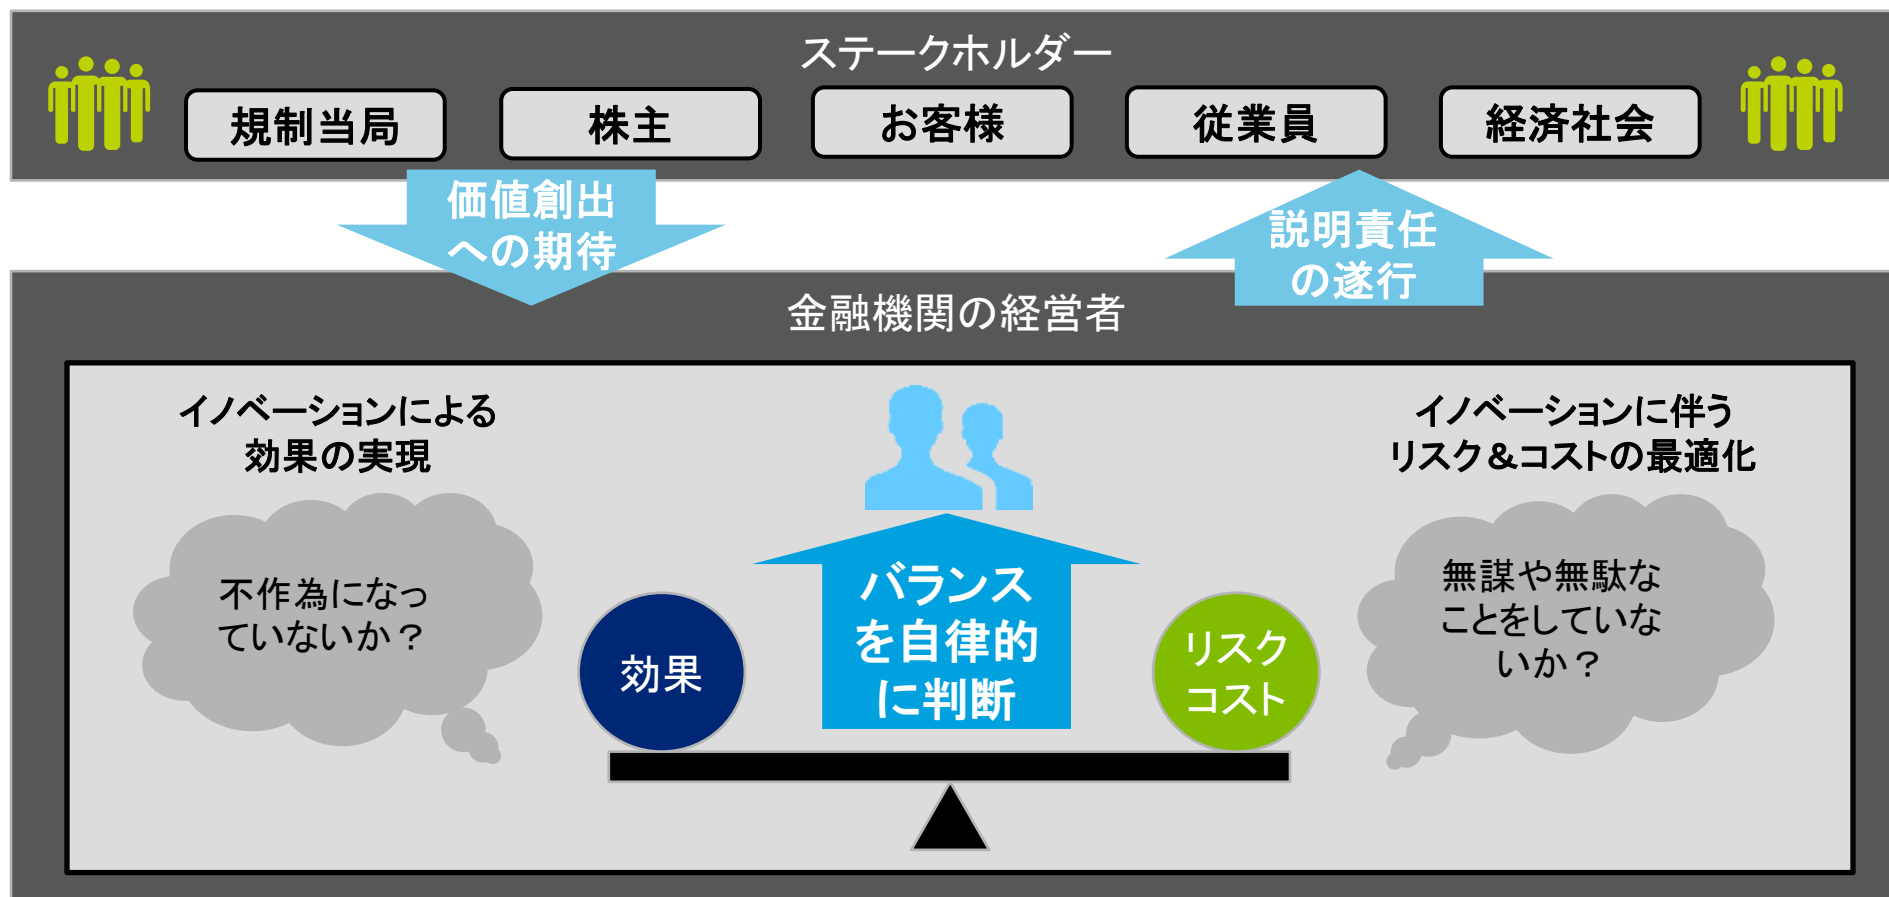 ステークホルダー
規制当局
株主
お客様
従業員
経済社会
価値創出
への期待
説明責任
の遂行
金融機関の経営者
イノベーションによる
効果の実現
イノベーションに伴う
リスク&コストの最適化
不作為になっ
ていないか？
効果
バランス
を自律的
に判断
リスク
コスト
無謀や無駄な
ことをしていな
いか？